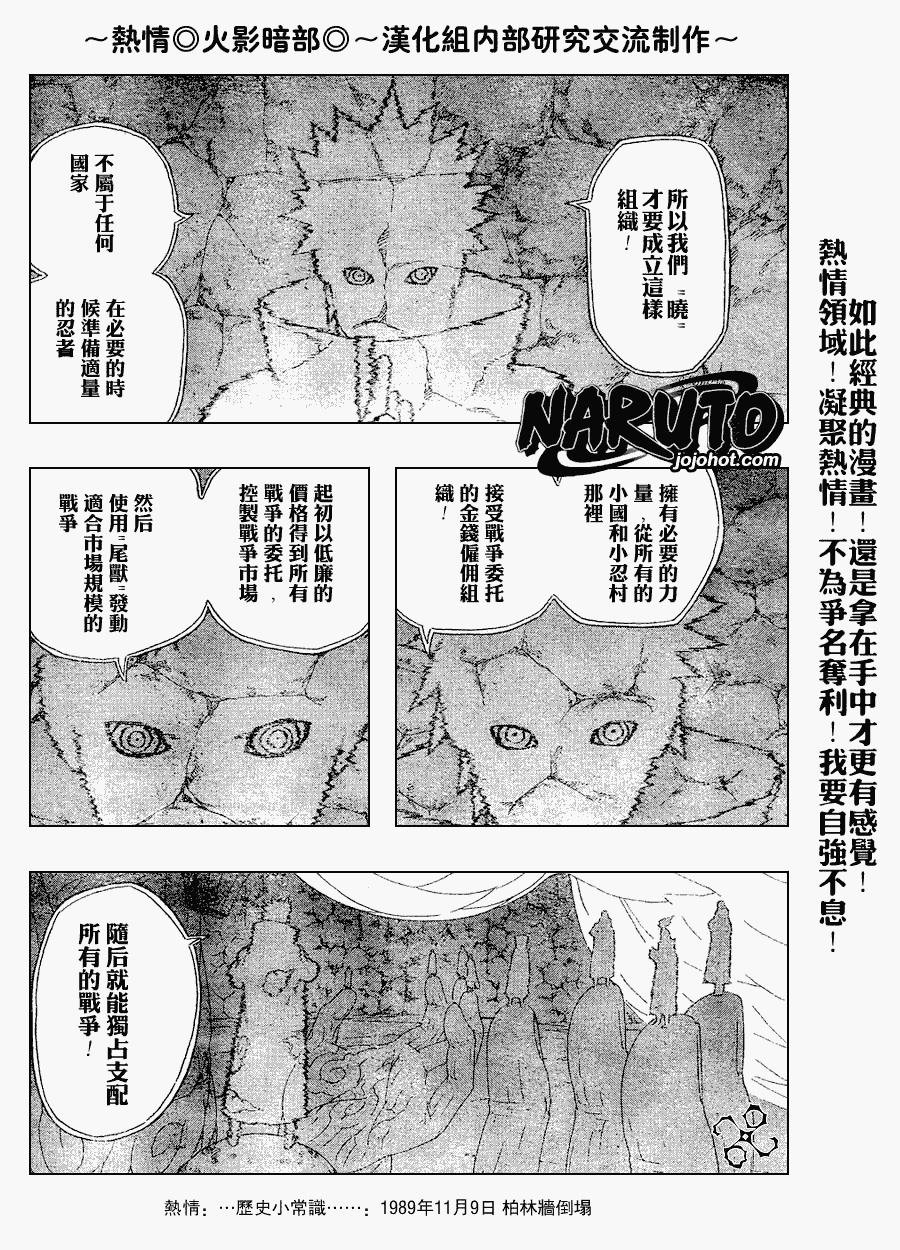 ～熱情◎火影暗部◎～漢化組内部研究交流制作～
所以我們"曉"
才要成立這樣
組織！
不屬于任何
國家
在必要的時
候準備適量
的忍者
NARUTO
jojohot.com
擁有必要的力
量,從所有的
小國和小忍村
那裡
接受戰爭委托
的金錢僱佣組
織！
起初以低廉的
價格得到所有
戰爭的委托,
控製戰爭市場
然后
使用"尾獸"發動
適合市場規模的
戰爭
隨后就能獨占支配
所有的戰爭！
如此經典的漫畫！還是拿在手中才更有感覺！
熱情領域！凝聚熱情！不為爭名奪利！我要自強不息！
熱情：…歷史小常識……：1989年11月9日 柏林牆倒塌